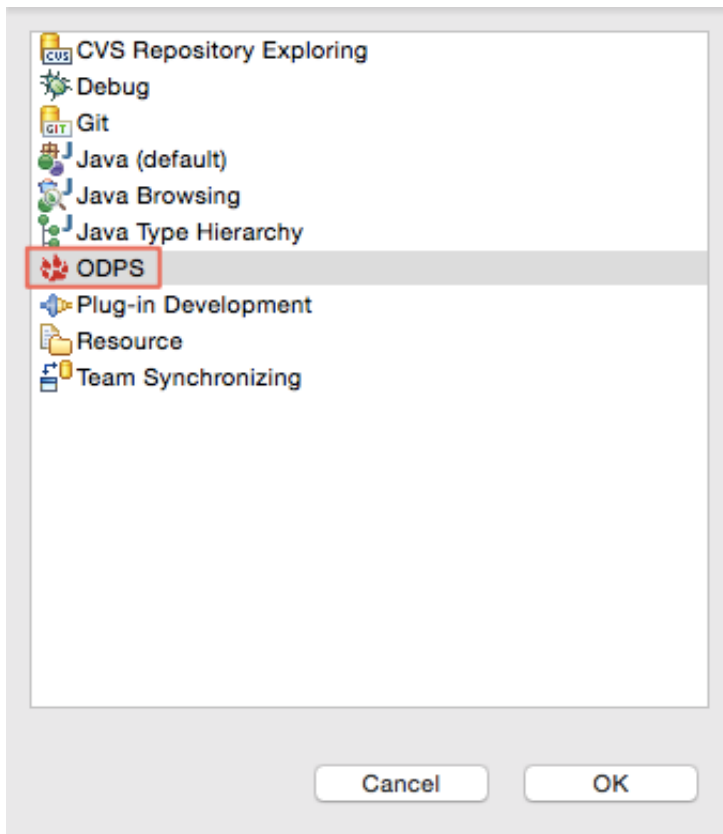 CVS Repository Exploring
Debug
GIT Git
Java (default)
Java Browsing
Java Type Hierarchy
ODPS
Plug-in Development
Resource
Team Synchronizing
Cancel OK